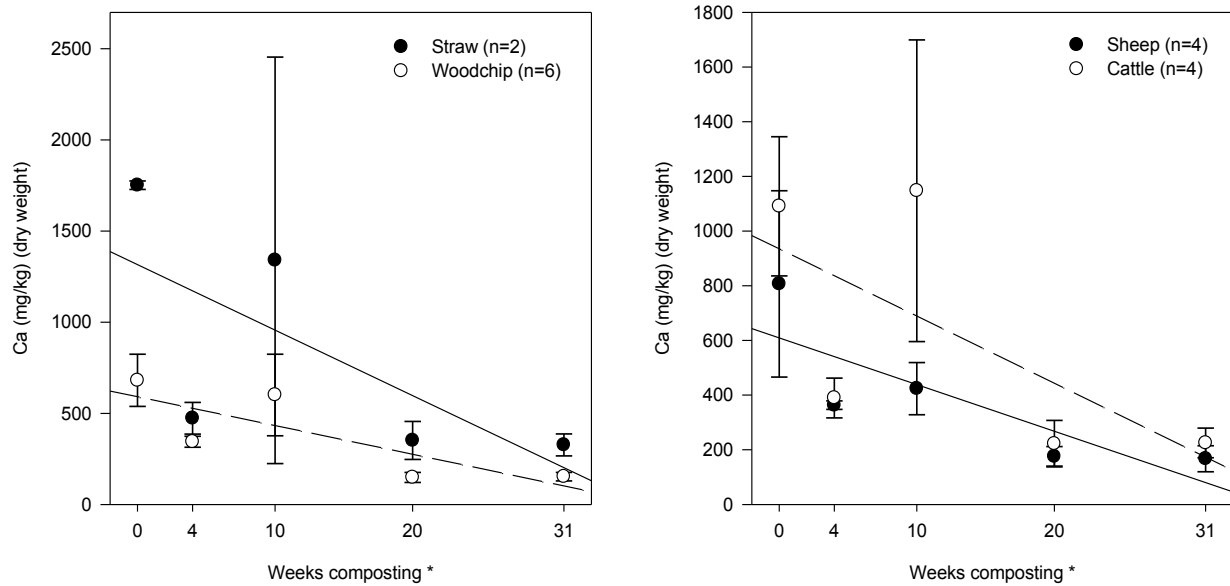 Straw (n=2)
Woodchip (n=6)
Ca (mg/kg) (dry weight)
2500
2000
1500
1000
500
0
0 4 10 20 31
Weeks composting *
Sheep (n=4)
Cattle (n=4)
Ca (mg/kg) (dry weight)
1800
1600
1400
1200
1000
800
600
400
200
0
0 4 10 20 31
Weeks composting *